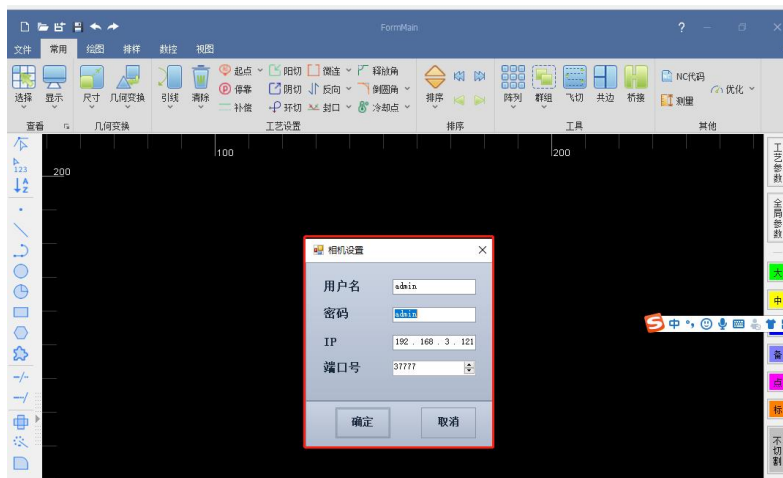 FormMain
?
文件 常用 绘图 排样 数控 视图
选择 显示 尺寸 几何变换 引线 清除 起点 阳切 微连 释放角 排序 阵列 群组 飞切 共边 桥接 NC代码
停靠 阴切 反向 倒圆角 测量 优化
补偿 环切 封口 冷却点
查看 几何变换 工艺设置 排序 工具 其他
100 200
200
123
A
Z
工艺参数
全局参数
相机设置
用户名 admin
密码 admin
IP 192 . 168 . 3 . 121
端口号 37777
确定 取消
S 中
大
中
备
点
标
不切割